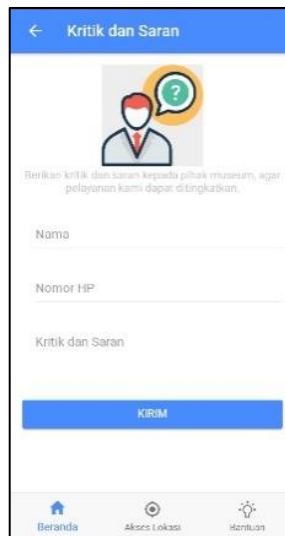 Kritik dan Saran
?
Berikan kritik dan saran kepada pihak museum, agar
pelayanan kami dapat ditingkatkan.
Nama
Nomor HP
Kritik dan Saran
KIRIM
Beranda
Akses Lokasi
Bantuan